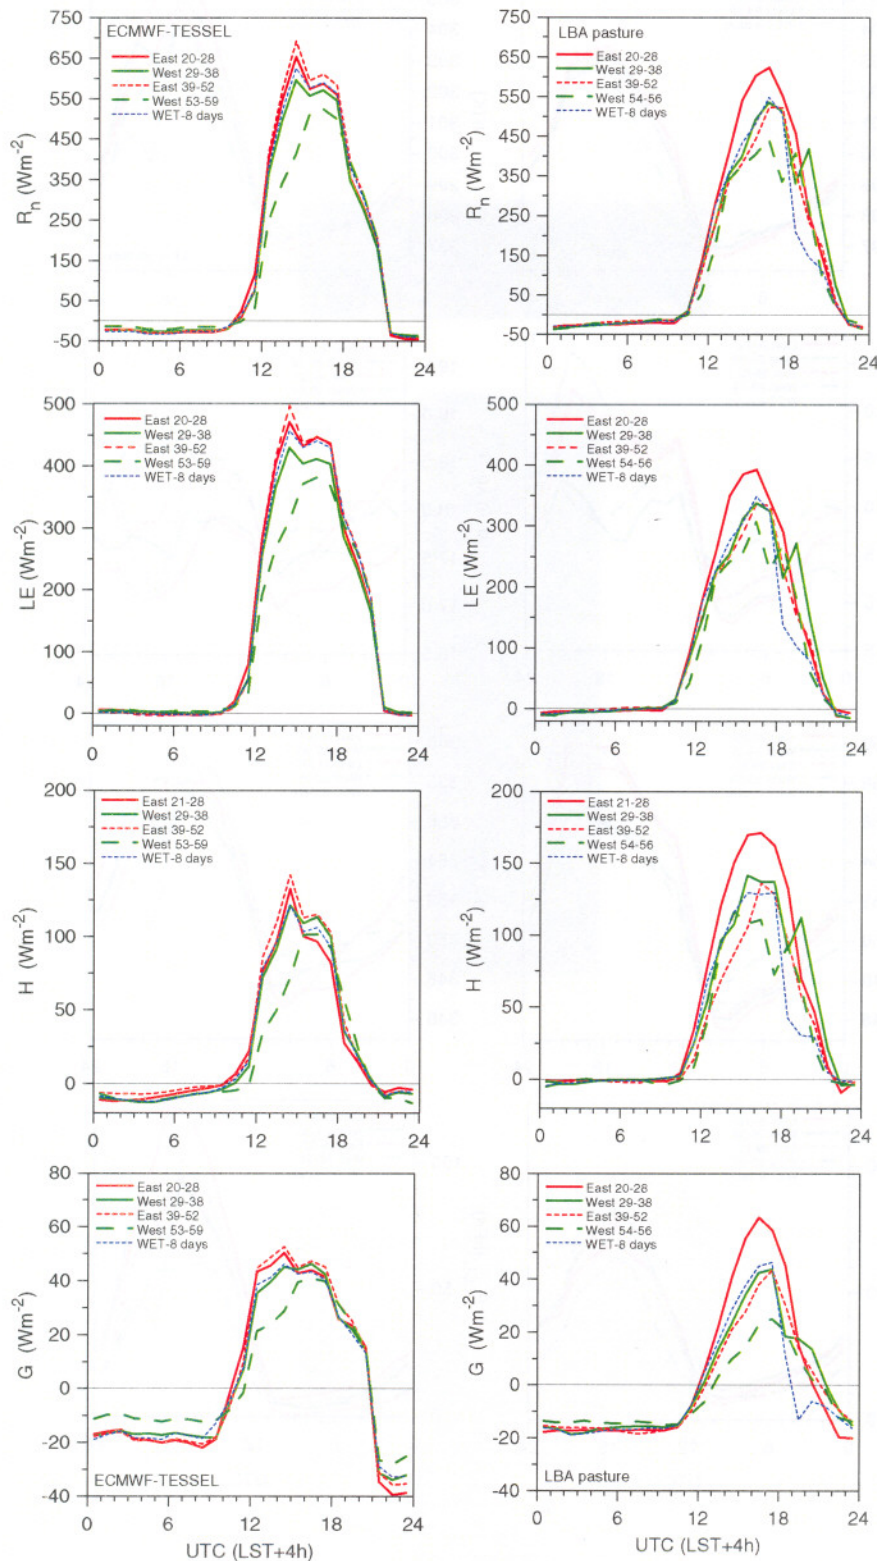 ECMWF-TESSEL
East 20-28
West 29-38
East 39-52
West 53-59
WET-8 days
Rn (Wm-2)
750
650
550
450
350
250
150
50
-50
0 6 12 18 24
LBA pasture
East 20-28
West 29-38
East 39-52
West 54-56
WET-8 days
Rn (Wm-2)
750
650
550
450
350
250
150
50
-50
0 6 12 18 24
East 20-28
West 29-38
East 39-52
West 53-59
WET-8 days
LE (Wm-2)
500
400
300
200
100
0
0 6 12 18 24
East 20-28
West 29-38
East 39-52
West 54-56
WET-8 days
LE (Wm-2)
500
400
300
200
100
0
0 6 12 18 24
East 21-28
West 29-38
East 39-52
West 53-59
WET-8 days
H (Wm-2)
200
150
100
50
0
0 6 12 18 24
East 21-28
West 29-38
East 39-52
West 54-56
WET-8 days
H (Wm-2)
200
150
100
50
0
0 6 12 18 24
East 20-28
West 29-38
East 39-52
West 53-59
WET-8 days
G (Wm-2)
80
60
40
20
0
-20
-40
ECMWF-TESSEL
0 6 12 18 24
UTC (LST+4h)
East 20-28
West 29-38
East 39-52
West 54-56
WET-8 days
G (Wm-2)
80
60
40
20
0
-20
-40
LBA pasture
0 6 12 18 24
UTC (LST+4h)